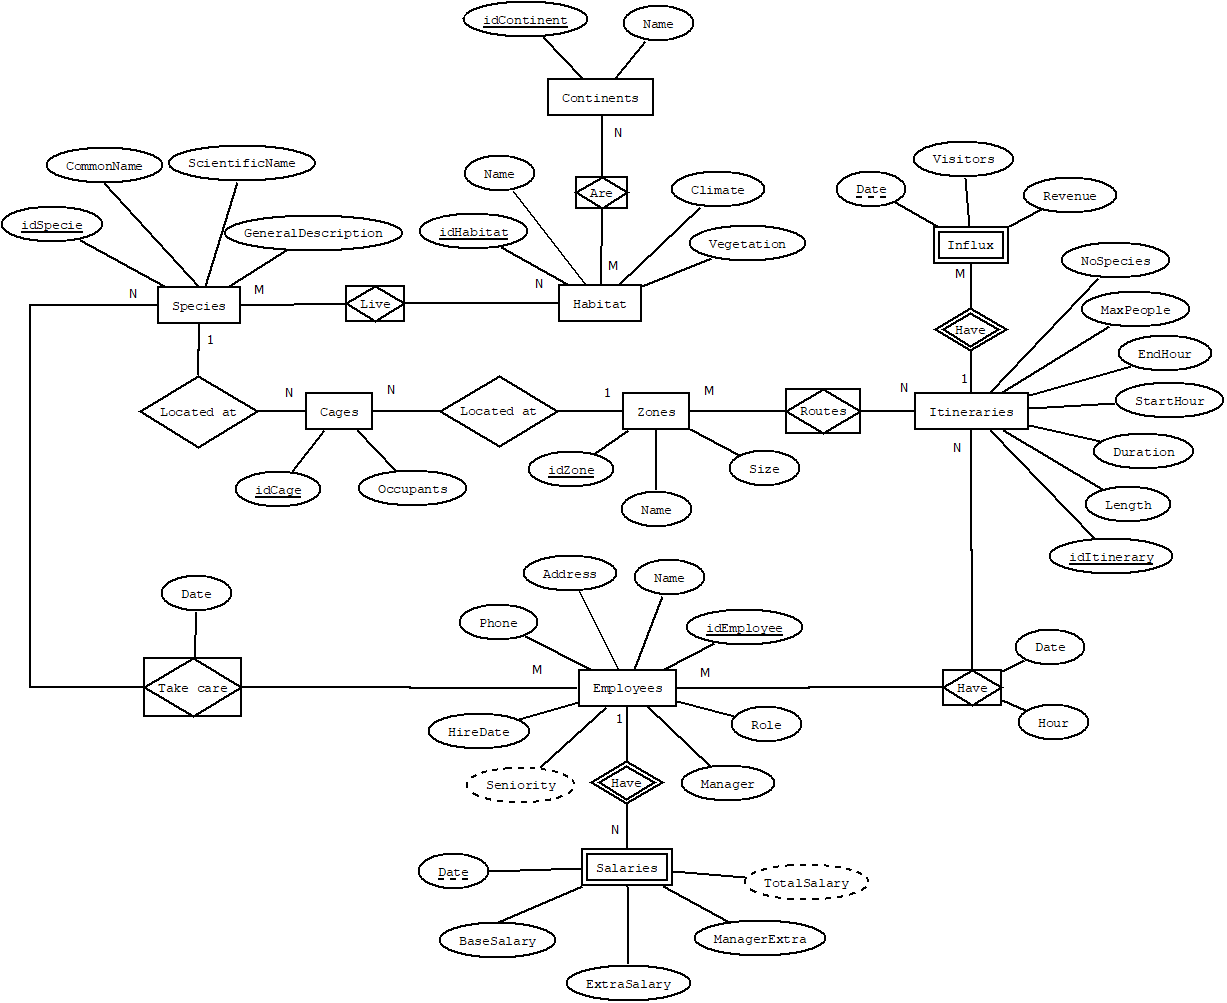 idContinent
Name
Continents
N
Are
M
CommonName
ScientificName
idSpecie
GeneralDescription
Name
Climate
idHabitat
Vegetation
Visitors
Date
Revenue
Influx
M
Have
1
N
Species
M
Live
N
Habitat
NoSpecies
MaxPeople
EndHour
StartHour
Duration
Length
idItinerary
1
Located at
N
Cages
N
Located at
1
Zones
M
Routes
N
Itineraries
N
idCage
Occupants
idZone
Name
Size
Date
Take care
M
Address
Name
Phone
idEmployee
Employees
M
Have
Date
Hour
HireDate
1
Role
Seniority
Have
Manager
N
Salaries
Date
TotalSalary
BaseSalary
ManagerExtra
ExtraSalary